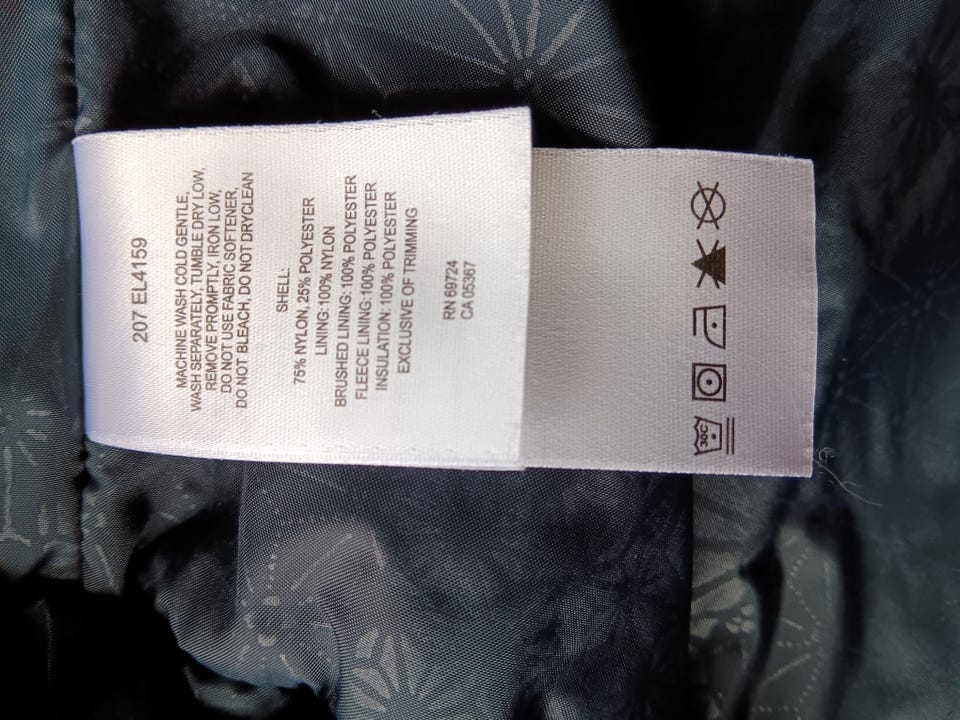 207 EL4159
MACHINE WASH COLD GENTLE,
WASH SEPARATELY, TUMBLE DRY LOW,
REMOVE PROMPTLY, IRON LOW,
DO NOT USE FABRIC SOFTENER,
DO NOT BLEACH, DO NOT DRYCLEAN
SHELL:
75% NYLON, 25% POLYESTER
LINING:100% NYLON
BRUSHED LINING: 100% POLYESTER
FLEECE LINING:100% POLYESTER
INSULATION: 100% POLYESTER
EXCLUSIVE OF TRIMMING
RN 69724
CA 05367
30C